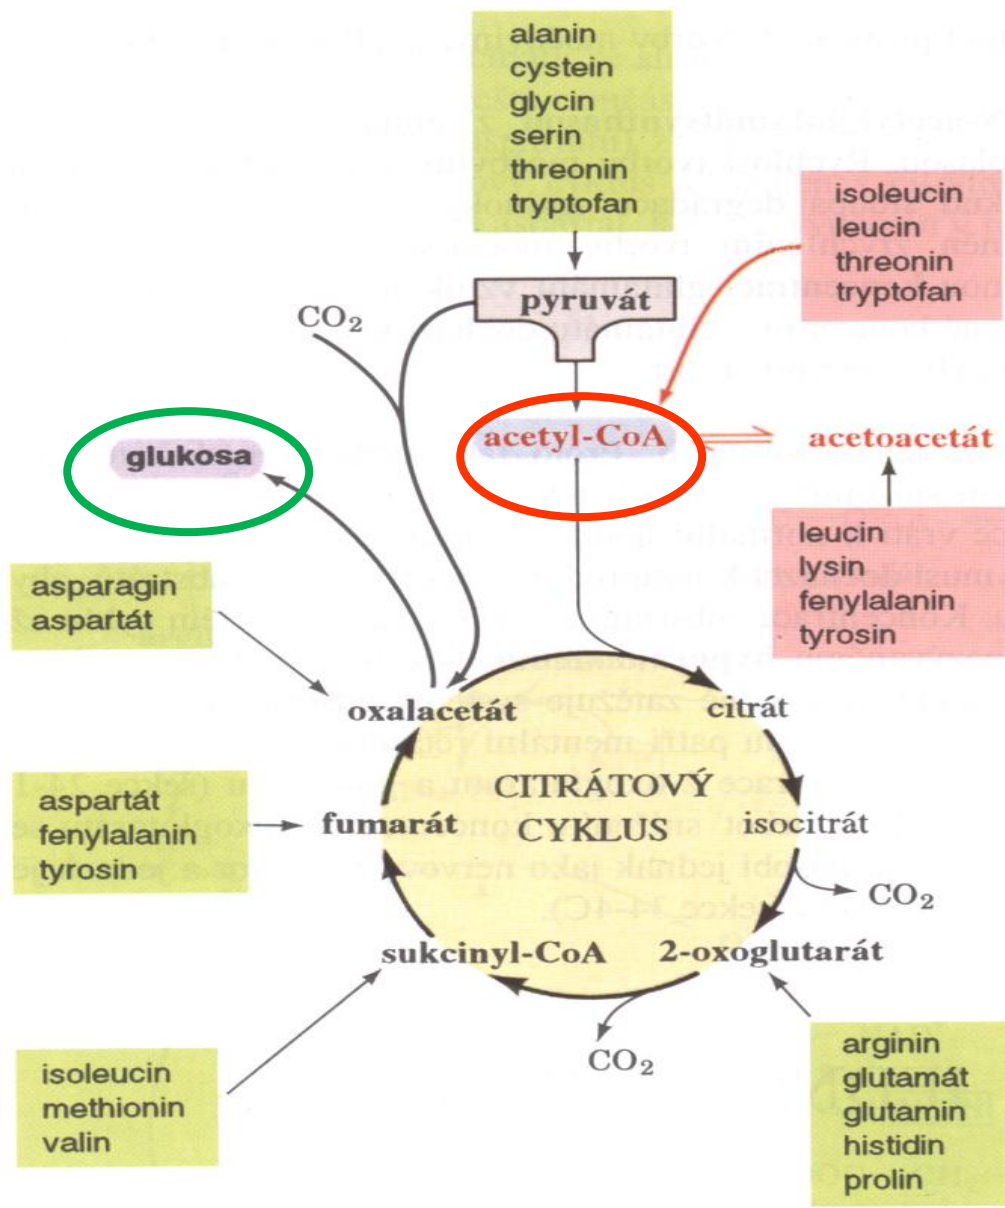 alanin
cystein
glycin
serin
threonin
tryptofan
isoleucin
leucin
threonin
tryptofan
pyruvát
CO2
acetyl-CoA
acetoacetát
glukosa
leucin
lysin
fenylalanin
tyrosin
asparagin
aspartát
oxalacetát
citrát
CITRÁTOVÝ
CYKLUS
aspartát
fenylalanin
tyrosin
fumarát
isocitrát
CO2
sukcinyl-CoA
2-oxoglutarát
CO2
isoleucin
methionin
valin
arginin
glutamát
glutamin
histidin
prolin